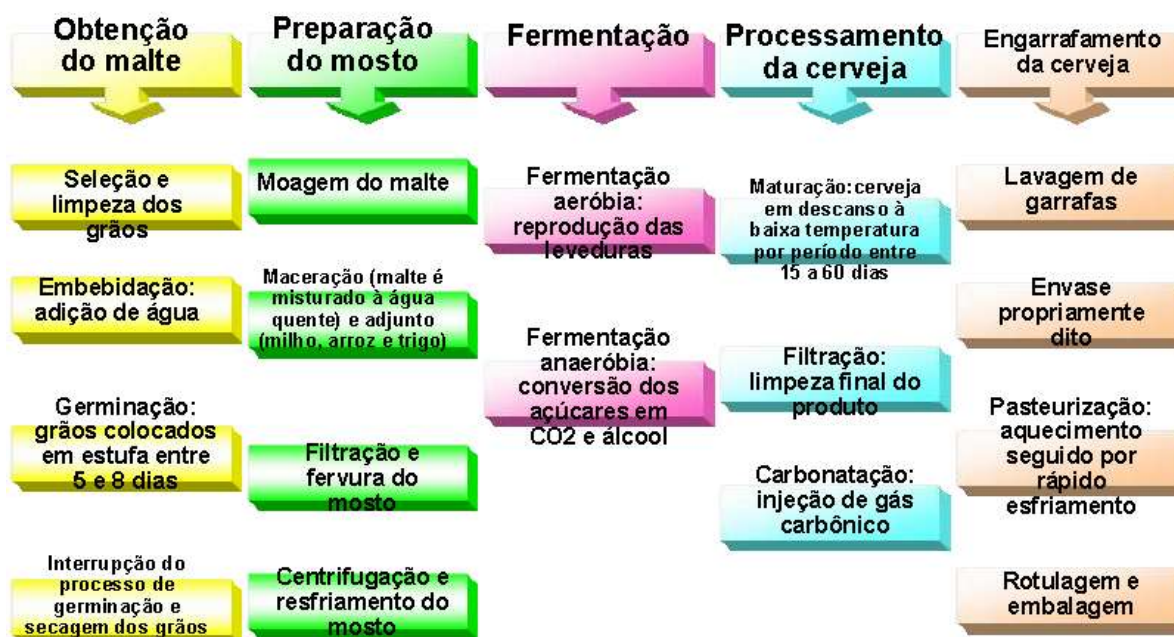 Obtenção
do malte
Seleção e
limpeza dos
grãos
Embebidação:
adição de água
Germinação:
grãos colocados
em estufa entre
5 e 8 dias
Interrupção do
processo de
germinação e
secagem dos grãos
Preparação
do mosto
Moagem do malte
Maceração (malte é
misturado à água
quente) e adjunto
(milho, arroz e trigo)
Filtração e
fervura do
mosto
Centrifugação e
resfriamento do
mosto
Fermentação
Fermentação
aeróbia:
reprodução das
leveduras
Fermentação
anaeróbia:
conversão dos
açúcares em
CO2 e álcool
Processamento
da cerveja
Maturação: cerveja
em descanso à
baixa temperatura
por período entre
15 a 60 dias
Filtração:
limpeza final do
produto
Carbonatação:
injeção de gás
carbônico
Engarrafamento
da cerveja
Lavagem de
garrafas
Envase
propriamente
dito
Pasteurização:
aquecimento
seguido por
rápido
esfriamento
Rotulagem e
embalagem